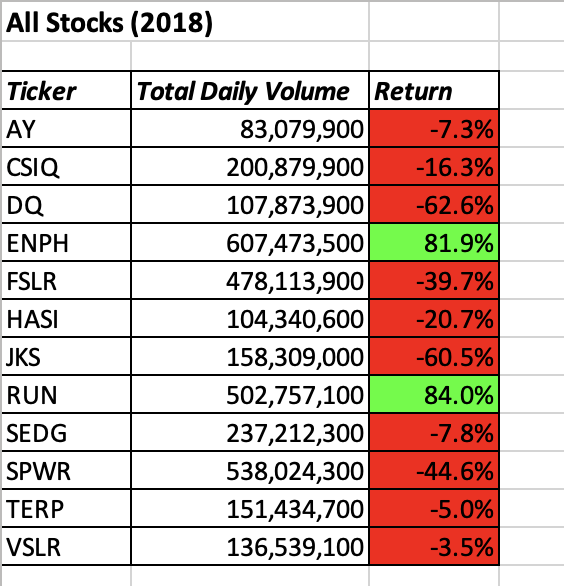 All Stocks (2018)
Ticker Total Daily Volume Return
AY 83,079,900 -7.3%
CSIQ 200,879,900 -16.3%
DQ 107,873,900 -62.6%
ENPH 607,473,500 81.9%
FSLR 478,113,900 -39.7%
HASI 104,340,600 -20.7%
JKS 158,309,000 -60.5%
RUN 502,757,100 84.0%
SEDG 237,212,300 -7.8%
SPWR 538,024,300 -44.6%
TERP 151,434,700 -5.0%
VSLR 136,539,100 -3.5%